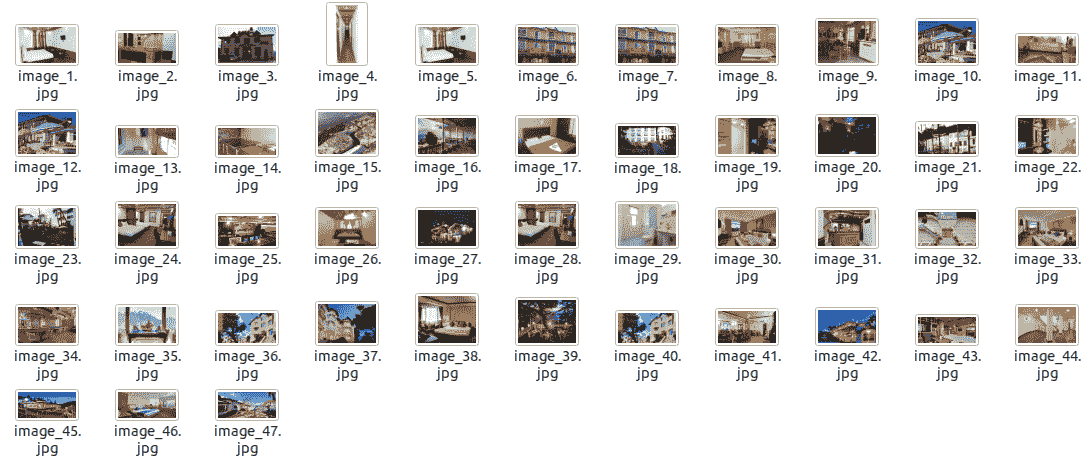 image_1. image_2. image_3. image_4. image_5. image_6. image_7. image_8. image_9. image_10. image_11.
jpg jpg jpg jpg jpg jpg jpg jpg jpg jpg jpg
image_12. image_13. image_14. image_15. image_16. image_17. image_18. image_19. image_20. image_21. image_22.
jpg jpg jpg jpg jpg jpg jpg jpg jpg jpg jpg
image_23. image_24. image_25. image_26. image_27. image_28. image_29. image_30. image_31. image_32. image_33.
jpg jpg jpg jpg jpg jpg jpg jpg jpg jpg jpg
image_34. image_35. image_36. image_37. image_38. image_39. image_40. image_41. image_42. image_43. image_44.
jpg jpg jpg jpg jpg jpg jpg jpg jpg jpg jpg
image_45. image_46. image_47.
jpg jpg jpg